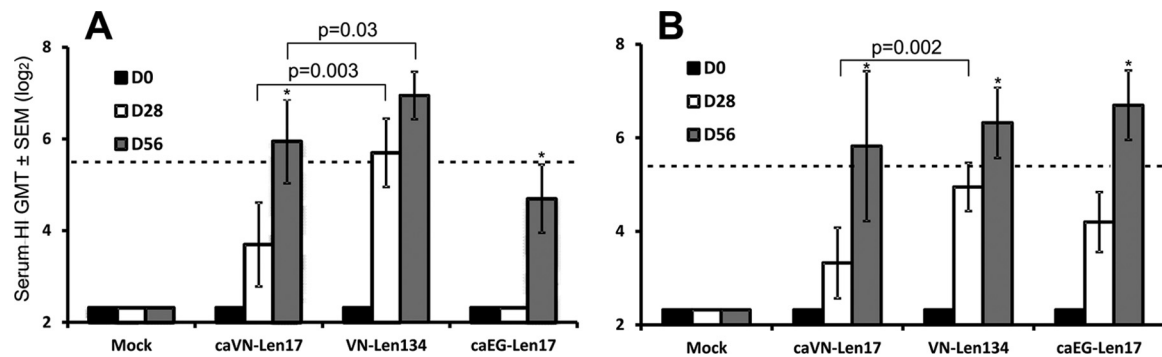 A
Serum-HI GMT ± SEM (log2)
8
6
4
2
D0
D28
D56
p=0.03
p=0.003
*
*
Mock
caVN-Len17
VN-Len134
caEG-Len17
B
8
6
4
2
D0
D28
D56
p=0.002
*
*
*
Mock
caVN-Len17
VN-Len134
caEG-Len17